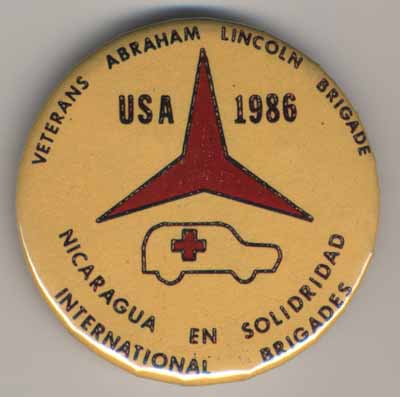 VETERANS ABRAHAM LINCOLN BRIGADE
USA 1986
NICARAGUA EN SOLIDRIDAD
INTERNATIONAL BRIGADES